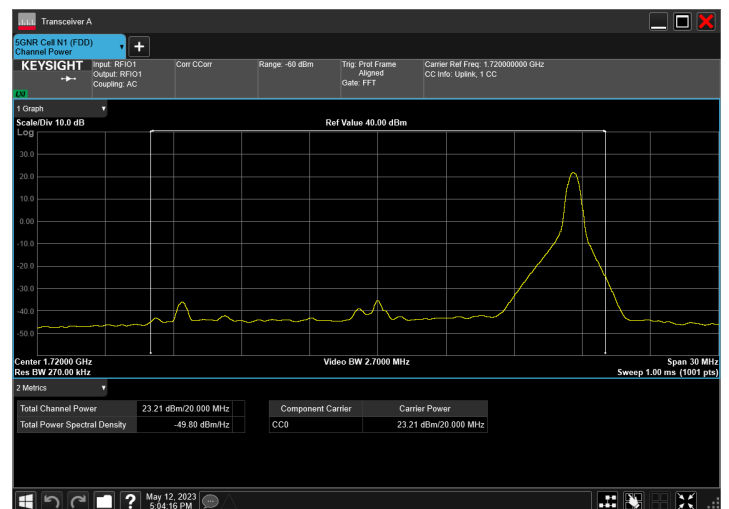 Transceiver A
5GNR Cell N1 (FDD)
Channel Power
KEYSIGHT
LXI
Input: RFIO1
Output: RFIO1
Coupling: AC
Corr CCorr
Range: -60 dBm
Trig: Prot Frame
Aligned
Gate: FFT
Carrier Ref Freq: 1.720000000 GHz
CC Info: Uplink, 1 CC
1 Graph
Scale/Div 10.0 dB
Ref Value 40.00 dBm
Log
30.0
20.0
10.0
0.00
-10.0
-20.0
-30.0
-40.0
-50.0
Center 1.72000 GHz
Video BW 2.7000 MHz
Span 30 MHz
Res BW 270.00 kHz
Sweep 1.00 ms (1001 pts)
2 Metrics
Total Channel Power 23.21 dBm/20.000 MHz
Total Power Spectral Density -49.80 dBm/Hz
Component Carrier Carrier Power
CC0 23.21 dBm/20.000 MHz
?
May 12, 2023
5:04:16 PM